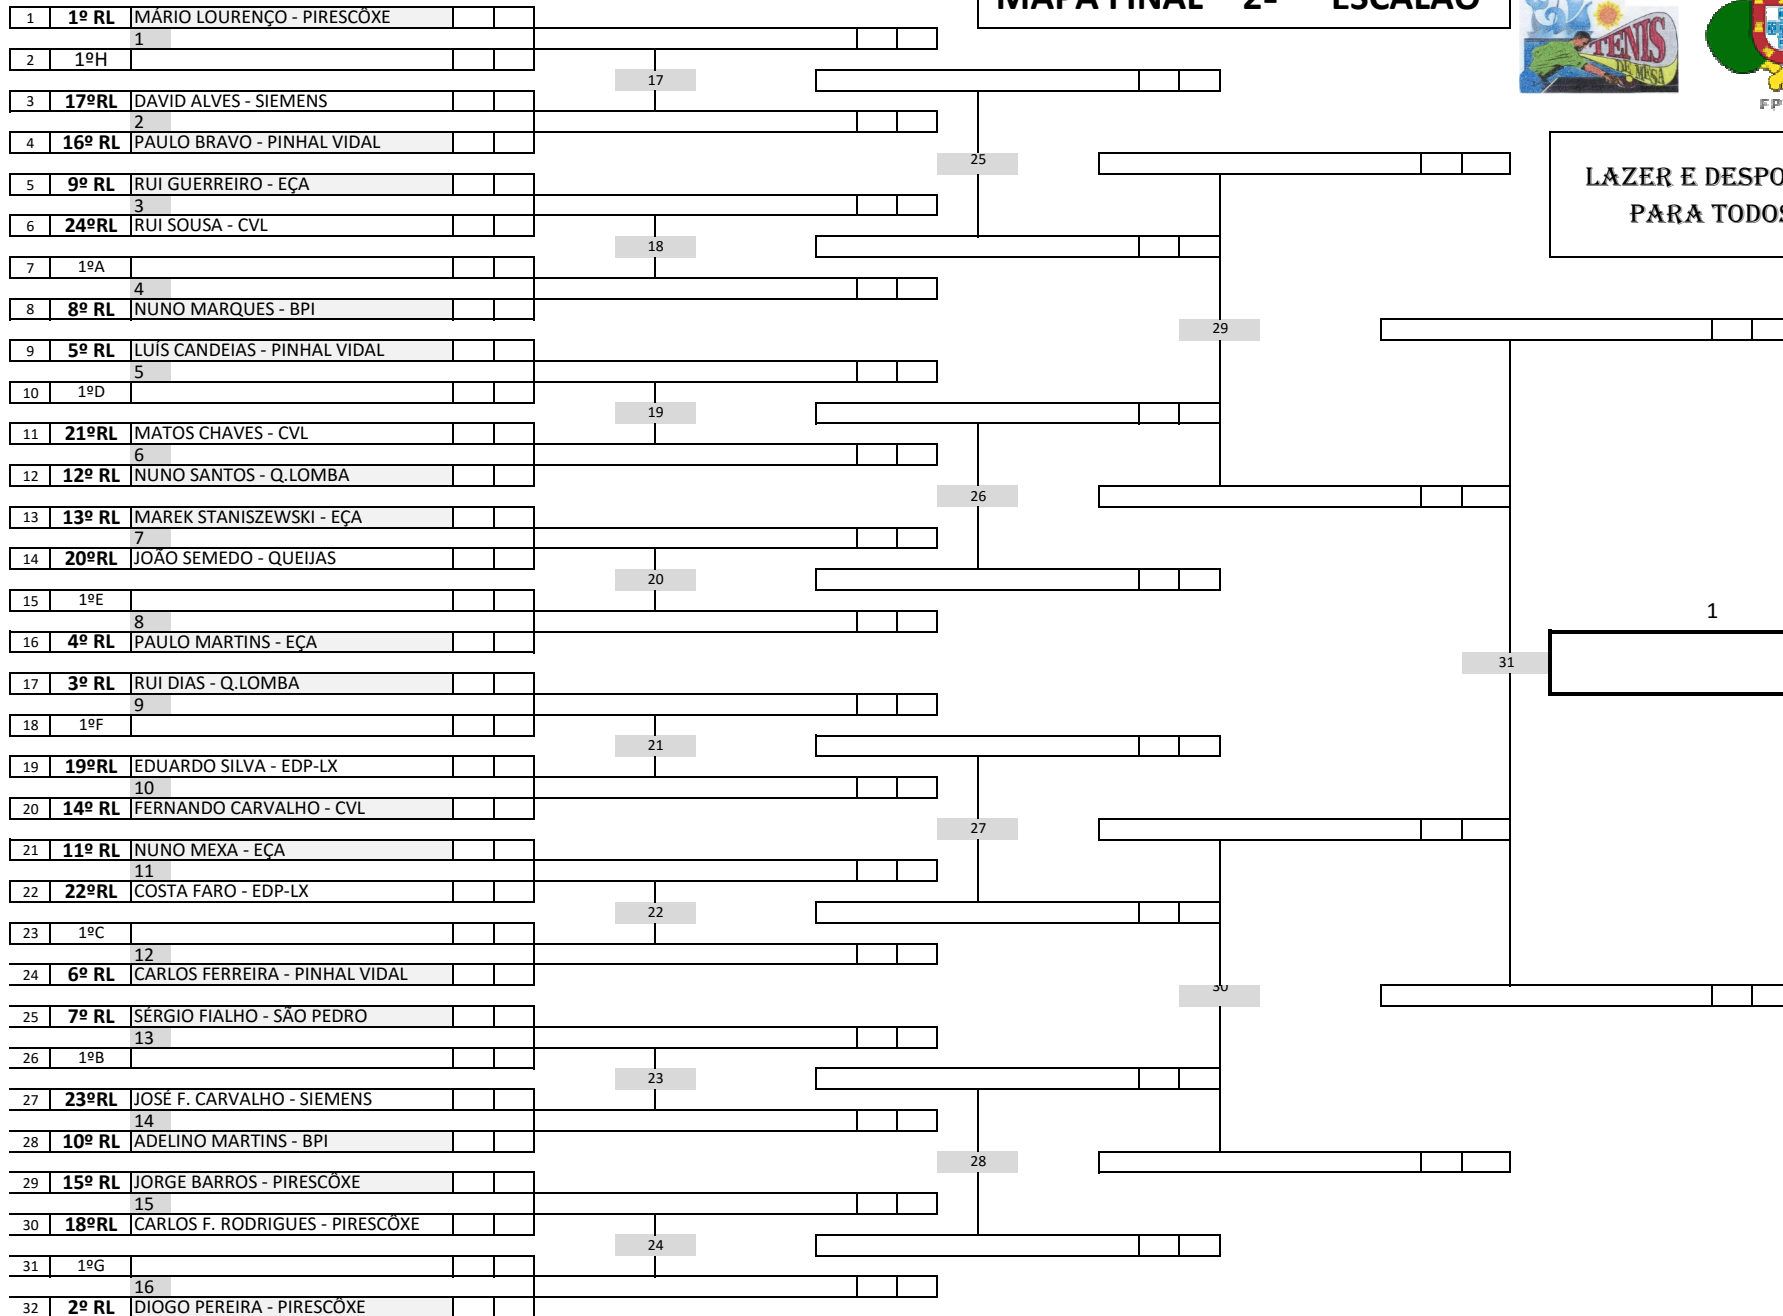 MAPA FINAL 2º ESCALÃO
TENIS
DE MESA
LAZER E
PARA
1 1º RL MÁRIO LOURENÇO - PIRESCÔXE
1
2 1ºH
17
3 17ºRL DAVID ALVES - SIEMENS
2
4 16º RL PAULO BRAVO - PINHAL VIDAL
25
5 9º RL RUI GUERREIRO - EÇA
3
6 24ºRL RUI SOUSA - CVL
18
7 1ºA
4
8 8º RL NUNO MARQUES - BPI
29
9 5º RL LUÍS CANDEIAS - PINHAL VIDAL
5
10 1ºD
19
11 21ºRL MATOS CHAVES - CVL
6
12 12º RL NUNO SANTOS - Q.LOMBA
26
13 13º RL MAREK STANISZEWSKI - EÇA
7
14 20ºRL JOÃO SEMEDO - QUEIJAS
20
15 1ºE
1
8
16 4º RL PAULO MARTINS - EÇA
31
17 3º RL RUI DIAS - Q.LOMBA
9
18 1ºF
21
19 19ºRL EDUARDO SILVA - EDP-LX
10
20 14º RL FERNANDO CARVALHO - CVL
27
21 11º RL NUNO MEXA - EÇA
11
22 22ºRL COSTA FARO - EDP-LX
22
23 1ºC
12
24 6º RL CARLOS FERREIRA - PINHAL VIDAL
30
25 7º RL SÉRGIO FIALHO - SÃO PEDRO
13
26 1ºB
23
27 23ºRL JOSÉ F. CARVALHO - SIEMENS
14
28 10º RL ADELINO MARTINS - BPI
28
29 15º RL JORGE BARROS - PIRESCÔXE
15
30 18ºRL CARLOS F. RODRIGUES - PIRESCÔXE
24
31 1ºG
16
32 2º RL DIOGO PEREIRA - PIRESCÔXE